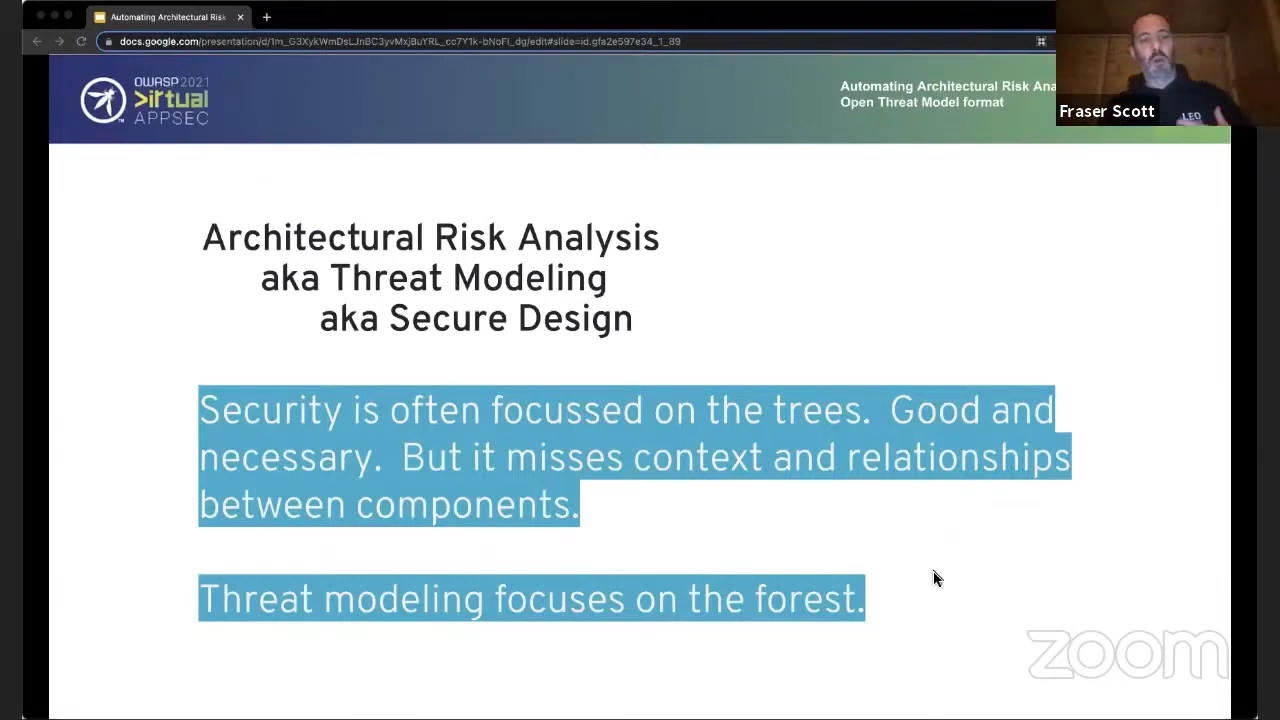 Automating Architectural Risk
docs.google.com/presentation/d/1m_G3XykWmDsLJnBC3yvMxjBuYRL_cc7Y1k-bNoFI_dg/edit#slide=id.gfa2e597e34_1_89
OWASP 2021
>irtual
APPSEC
Automating Architectural Risk Ana
Open Threat Model format
LEO
Fraser Scott
Architectural Risk Analysis
aka Threat Modeling
aka Secure Design
Security is often focussed on the trees. Good and
necessary. But it misses context and relationships
between components.
Threat modeling focuses on the forest.
zoom